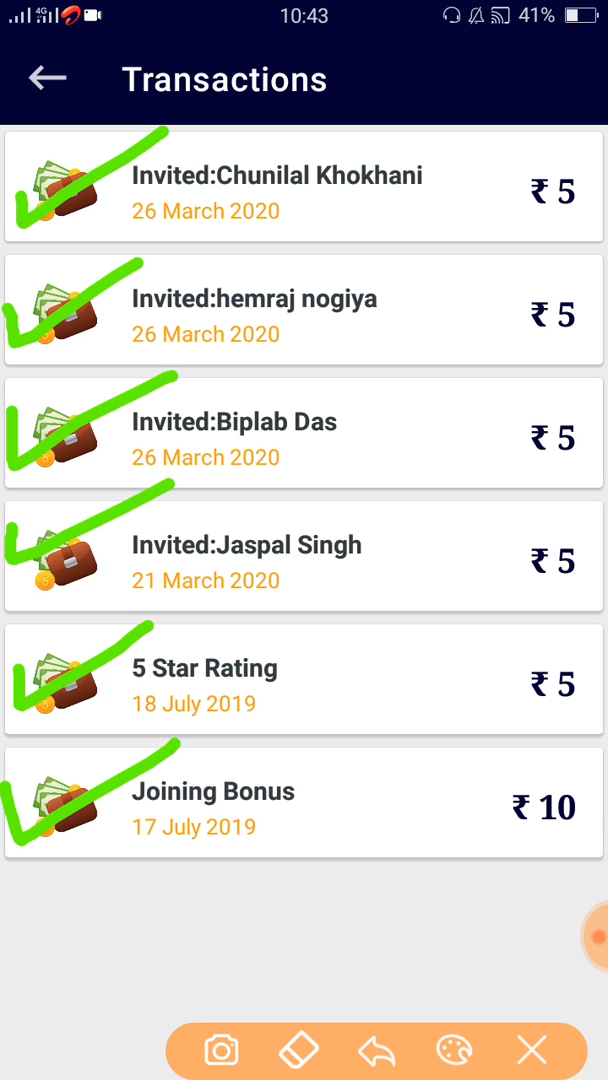 4G 10:43 41%
Transactions
Invited:Chunilal Khokhani
26 March 2020
₹ 5
Invited:hemraj nogiya
26 March 2020
₹ 5
Invited:Biplab Das
26 March 2020
₹ 5
Invited:Jaspal Singh
21 March 2020
₹ 5
5 Star Rating
18 July 2019
₹ 5
Joining Bonus
17 July 2019
₹ 10